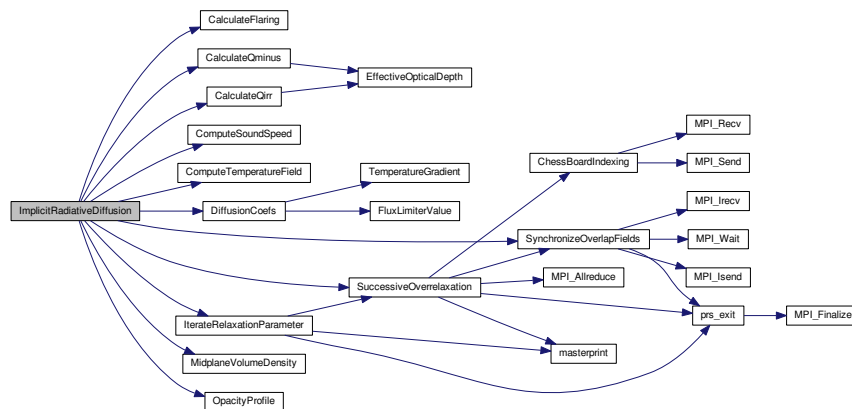 CalculateFlaring
CalculateQminus
EffectiveOpticalDepth
CalculateQirr
MPI_Recv
ComputeSoundSpeed
ChessBoardIndexing
MPI_Send
ComputeTemperatureField
TemperatureGradient
MPI_Irecv
ImplicitRadiativeDiffusion
DiffusionCoefs
FluxLimiterValue
SynchronizeOverlapFields
MPI_Wait
MPI_Isend
SuccessiveOverrelaxation
MPI_Allreduce
prs_exit
MPI_Finalize
IterateRelaxationParameter
masterprint
MidplaneVolumeDensity
OpacityProfile